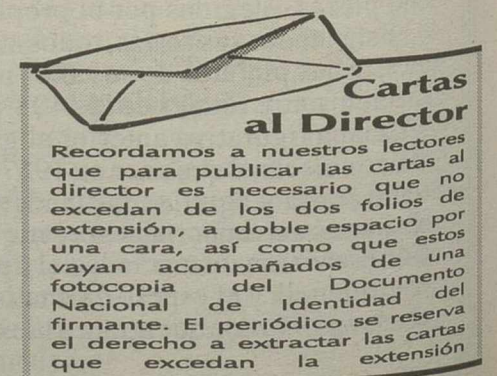 Cartas
al Director
Recordamos a nuestros lectores
que para publicar las cartas al
director es necesario que no
excedan de los dos folios de
extensión, a doble espacio por
una cara, así como que estos
vayan acompañados de una
fotocopia del Documento
Nacional de Identidad del
firmante. El periódico se reserva
el derecho a extractar las cartas
que excedan la extensión